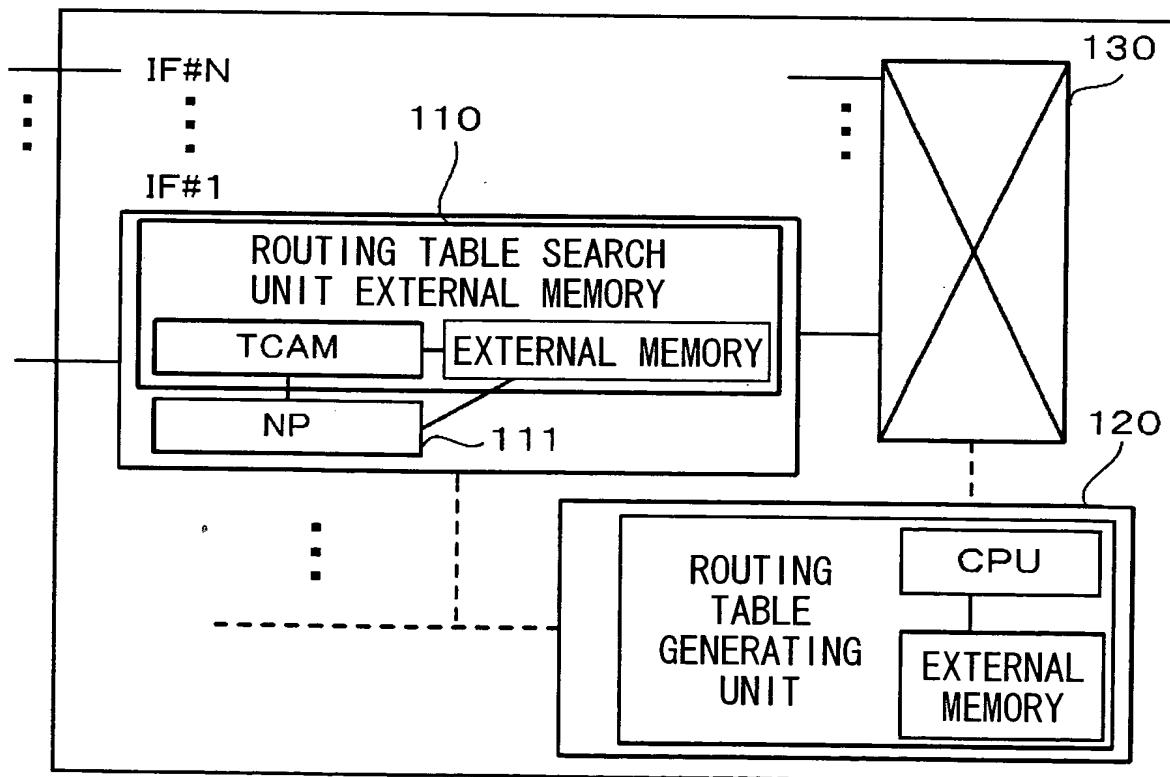 IF#N
130
110
IF#1
ROUTING TABLE SEARCH
UNIT EXTERNAL MEMORY
TCAM
EXTERNAL MEMORY
NP
111
120
ROUTING
TABLE
GENERATING
UNIT
CPU
EXTERNAL
MEMORY